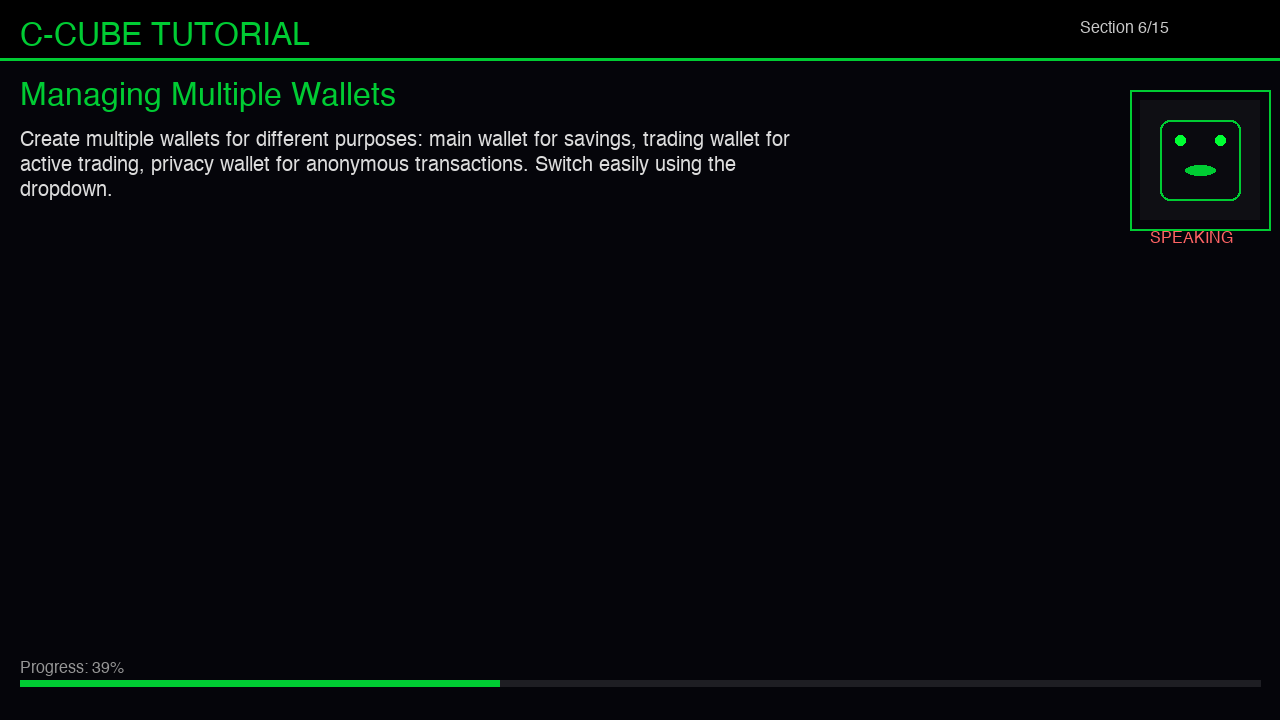 C-CUBE TUTORIAL
Section 6/15
Managing Multiple Wallets
Create multiple wallets for different purposes: main wallet for savings, trading wallet for
active trading, privacy wallet for anonymous transactions. Switch easily using the
dropdown.
SPEAKING
Progress: 39%